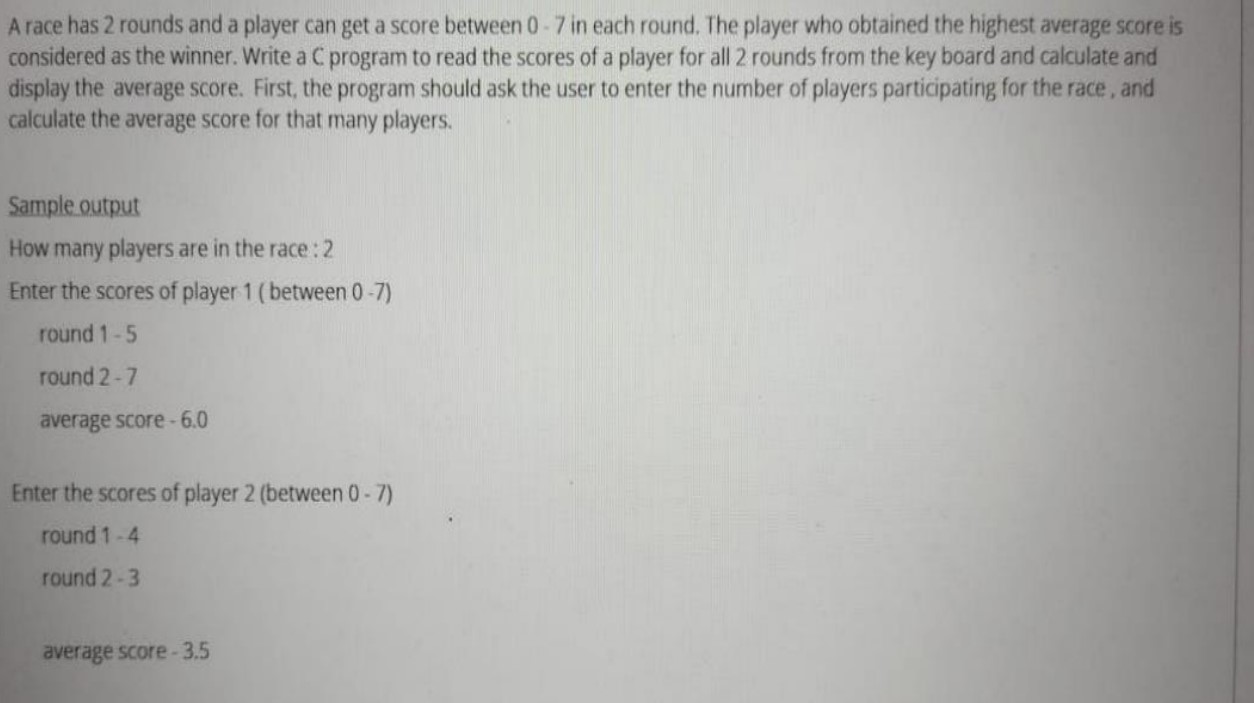 A race has 2 rounds and a player can get a score between 0 - 7 in each round. The player who obtained the highest average score is
considered as the winner. Write a C program to read the scores of a player for all 2 rounds from the key board and calculate and
display the average score. First, the program should ask the user to enter the number of players participating for the race , and
calculate the average score for that many players.
Sample output
How many players are in the race : 2
Enter the scores of player 1 ( between 0 -7)
round 1 - 5
round 2 - 7
average score - 6.0
Enter the scores of player 2 (between 0 - 7)
round 1 - 4
round 2 - 3
average score - 3.5